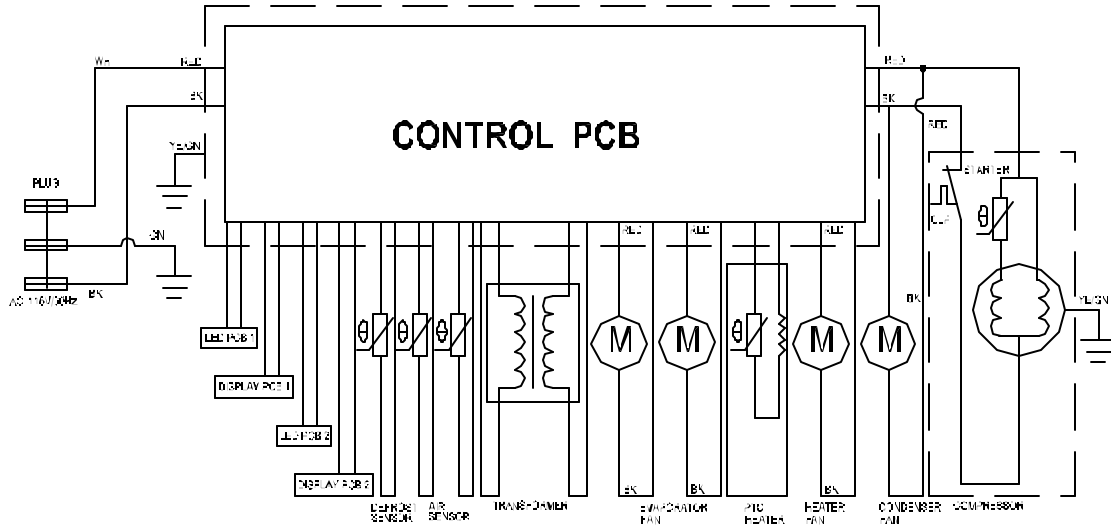 WH
RED
RED
BK
BK
CONTROL PCB
RED
YE/GN
PLUG
STARTER
GN
RED
RED
RED
BK
BK
YE/GN
LED PCB 1
DISPLAY PCB 1
LED PCB 2
DISPLAY PCB 2
M
M
M
M
BK
BK
BK
DEFROST SENSOR
AIR SENSOR
TRANSFORMER
EVAPORATOR FAN
PTC HEATER
HEATER FAN
CONDENSER FAN
COMPRESSOR